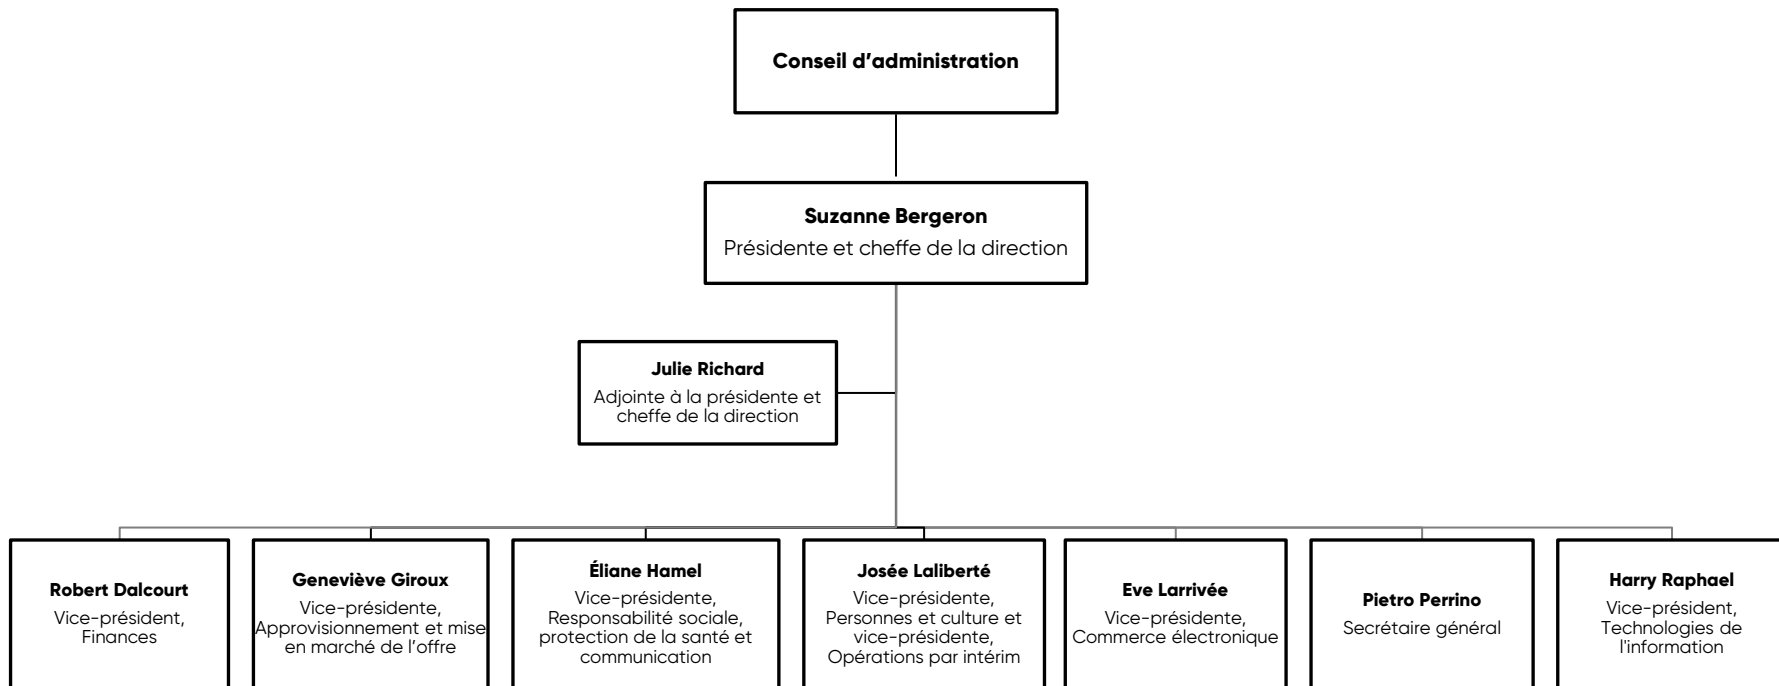 Conseil d’administration
Suzanne Bergeron
Présidente et cheffe de la direction
Julie Richard
Adjointe à la présidente et
cheffe de la direction
Robert Dalcourt
Vice-président,
Finances
Geneviève Giroux
Vice-présidente,
Approvisionnement et mise
en marché de l’offre
Éliane Hamel
Vice-présidente,
Responsabilité sociale,
protection de la santé et
communication
Josée Laliberté
Vice-présidente,
Personnes et culture et
vice-présidente,
Opérations par intérim
Eve Larrivée
Vice-présidente,
Commerce électronique
Pietro Perrino
Secrétaire général
Harry Raphael
Vice-président,
Technologies de
l'information